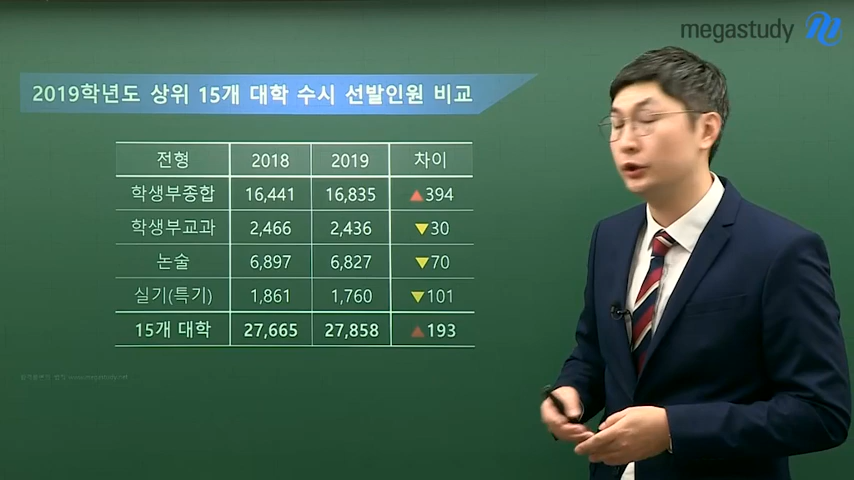 megastudy
2019학년도 상위 15개 대학 수시 선발인원 비교
전형 2018 2019 차이
학생부종합 16,441 16,835 ▲394
학생부교과 2,466 2,436 ▼30
논술 6,897 6,827 ▼70
실기(특기) 1,861 1,760 ▼101
15개 대학 27,665 27,858 ▲193
www.megastudy.net